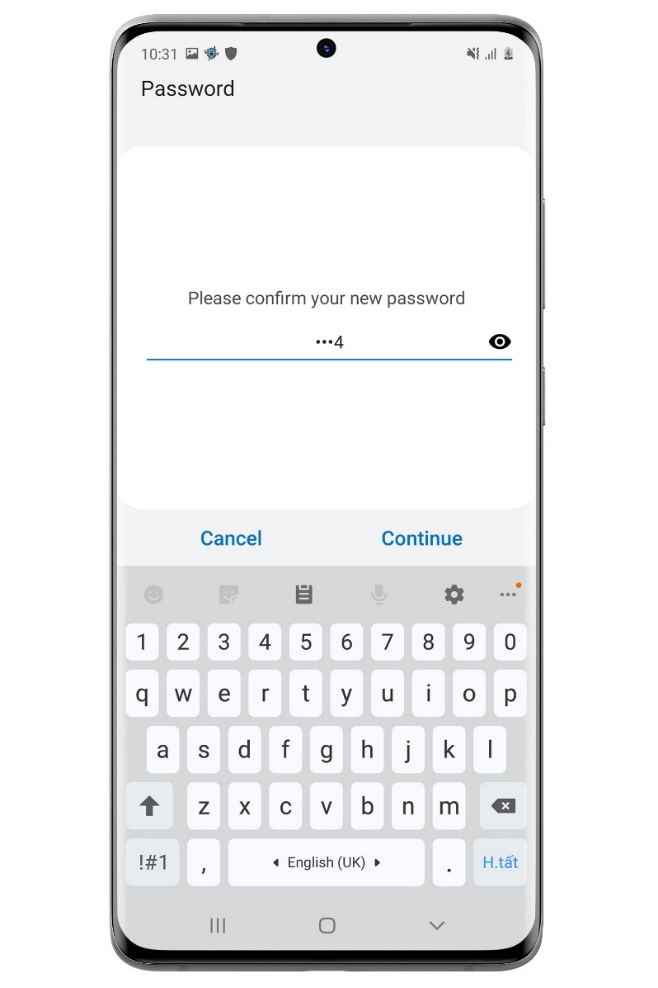 10:31
Password
Please confirm your new password
•••4
Cancel
Continue
1 2 3 4 5 6 7 8 9 0
q w e r t y u i o p
a s d f g h j k l
z x c v b n m
!#1 , English (UK) . H.tất